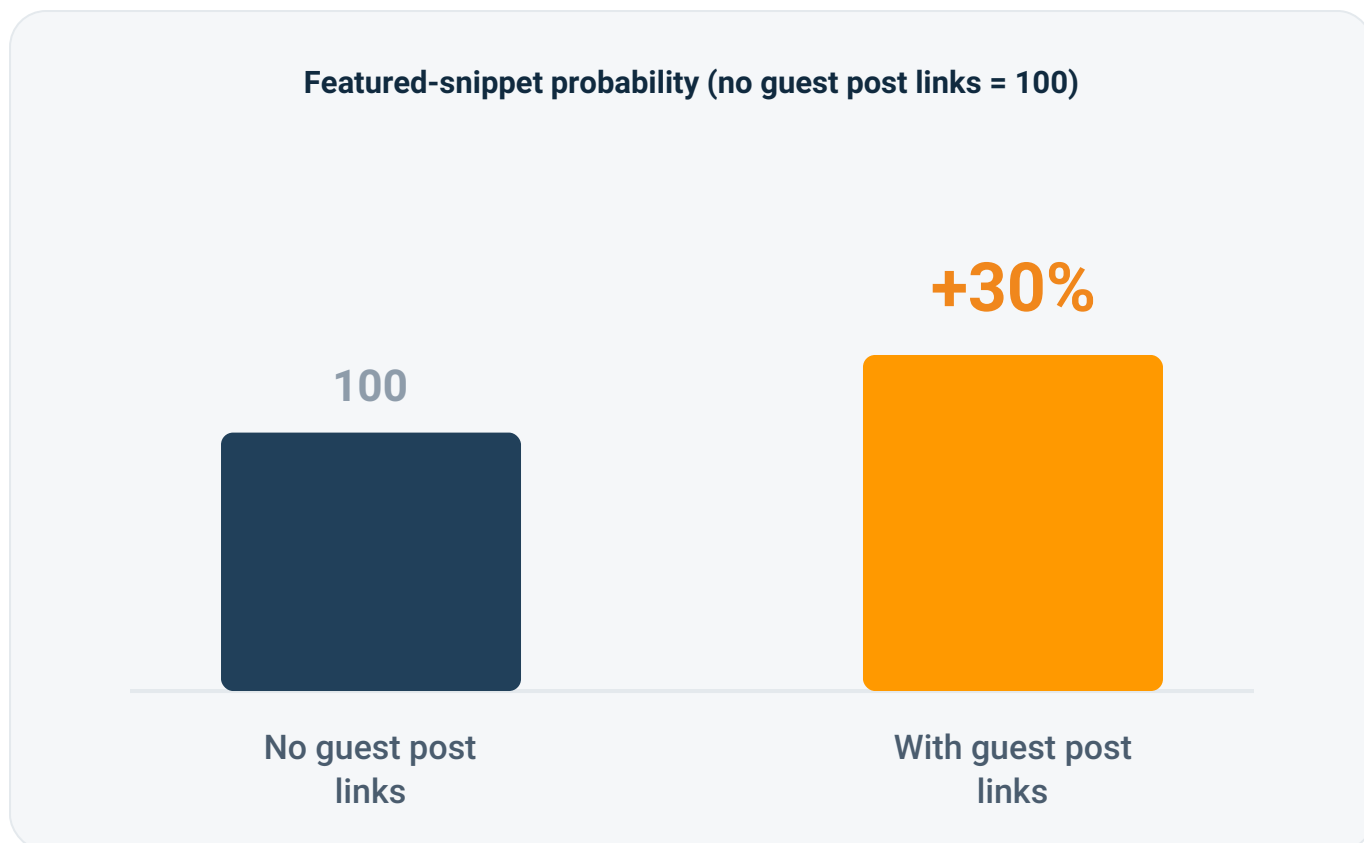 Featured-snippet probability (no guest post links = 100)
+30%
100
No guest post
links
With guest post
links